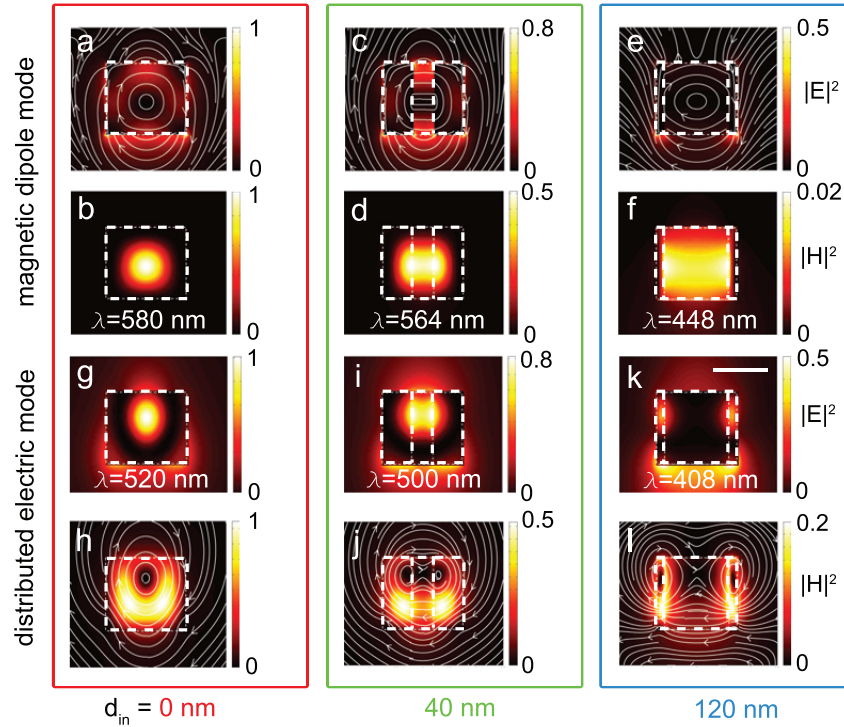 magnetic dipole mode
distributed electric mode
a
1
0
c
0.8
0
e
0.5
0
|E|²
b
λ=580 nm
1
0
d
λ=564 nm
0.5
0
f
λ=448 nm
0.02
0
|H|²
g
λ=520 nm
1
0
i
λ=500 nm
0.8
0
k
λ=408 nm
0.5
0
|E|²
h
1
0
j
0.5
0
l
0.2
0
|H|²
d_in = 0 nm
40 nm
120 nm